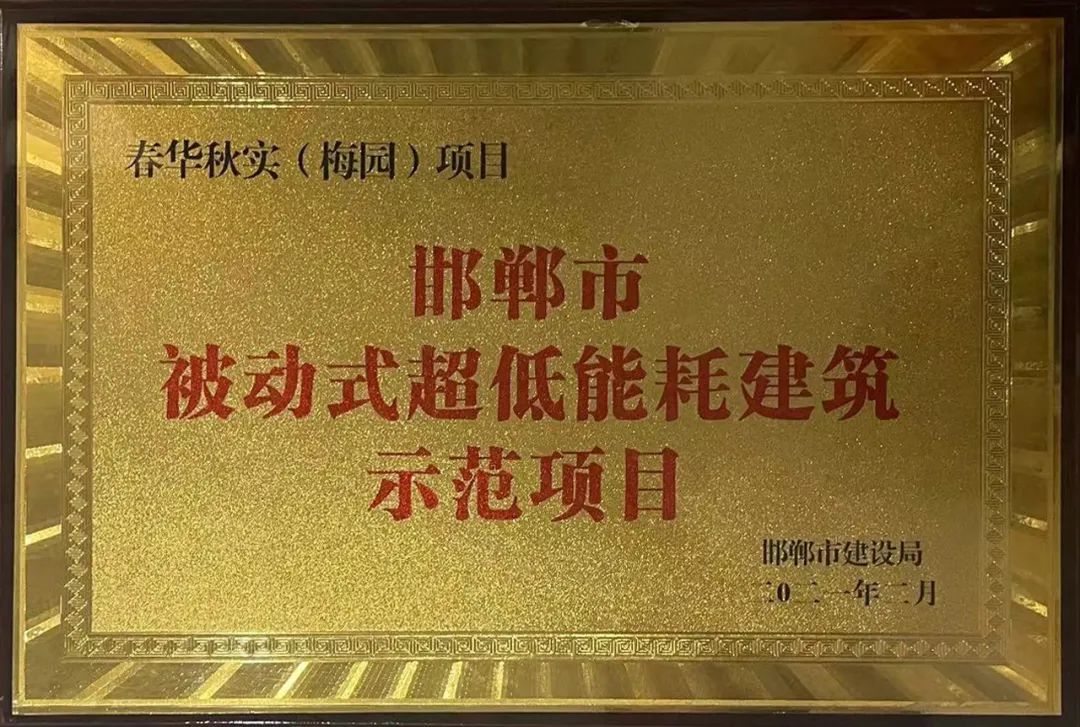 春华秋实（梅园）项目
邯郸市
被动式超低能耗建筑
示范项目
邯郸市建设局
二0二一年二月